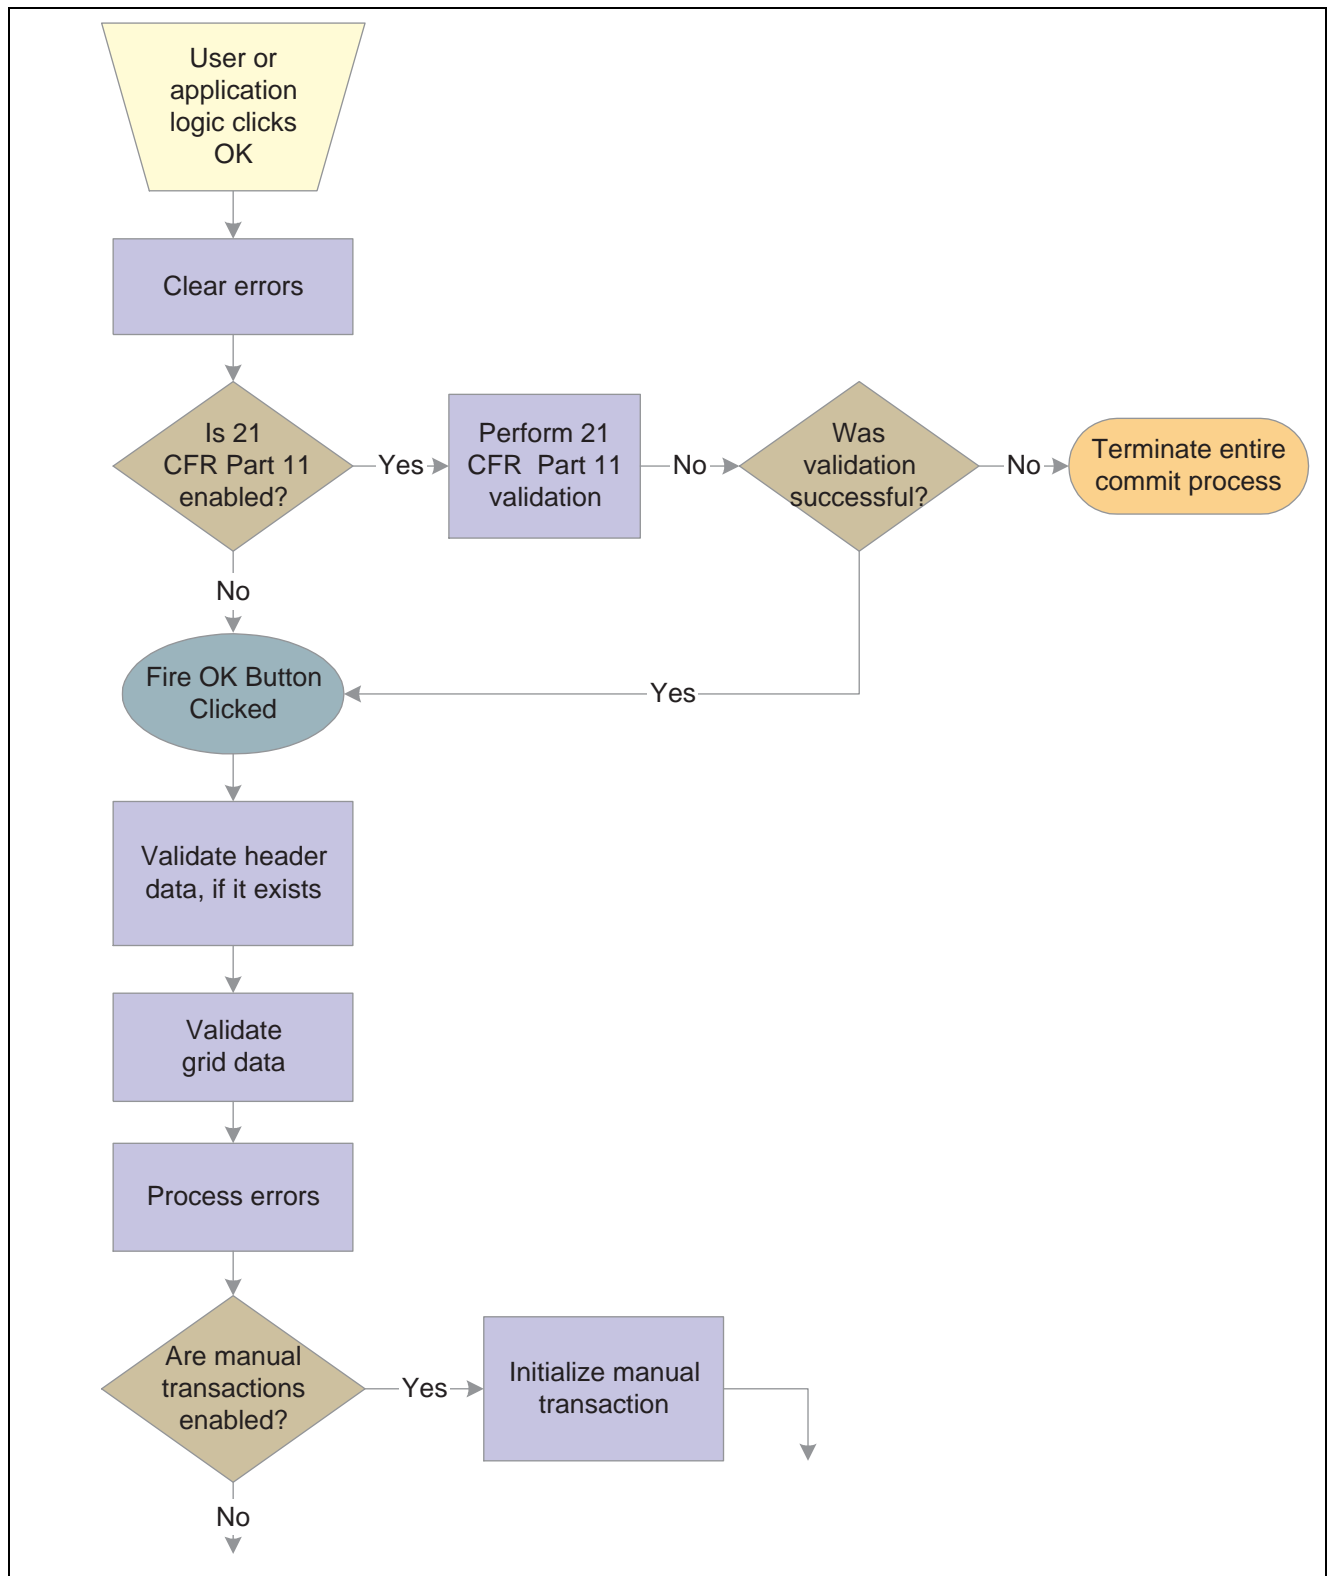 User or
application
logic clicks
OK
Clear errors
Is 21
CFR Part 11
enabled?
Yes
Perform 21
CFR Part 11
validation
No
Was
validation
successful?
No
Terminate entire
commit process
No
Fire OK Button
Clicked
Yes
Validate header
data, if it exists
Validate
grid data
Process errors
Are manual
transactions
enabled?
Yes
Initialize manual
transaction
No